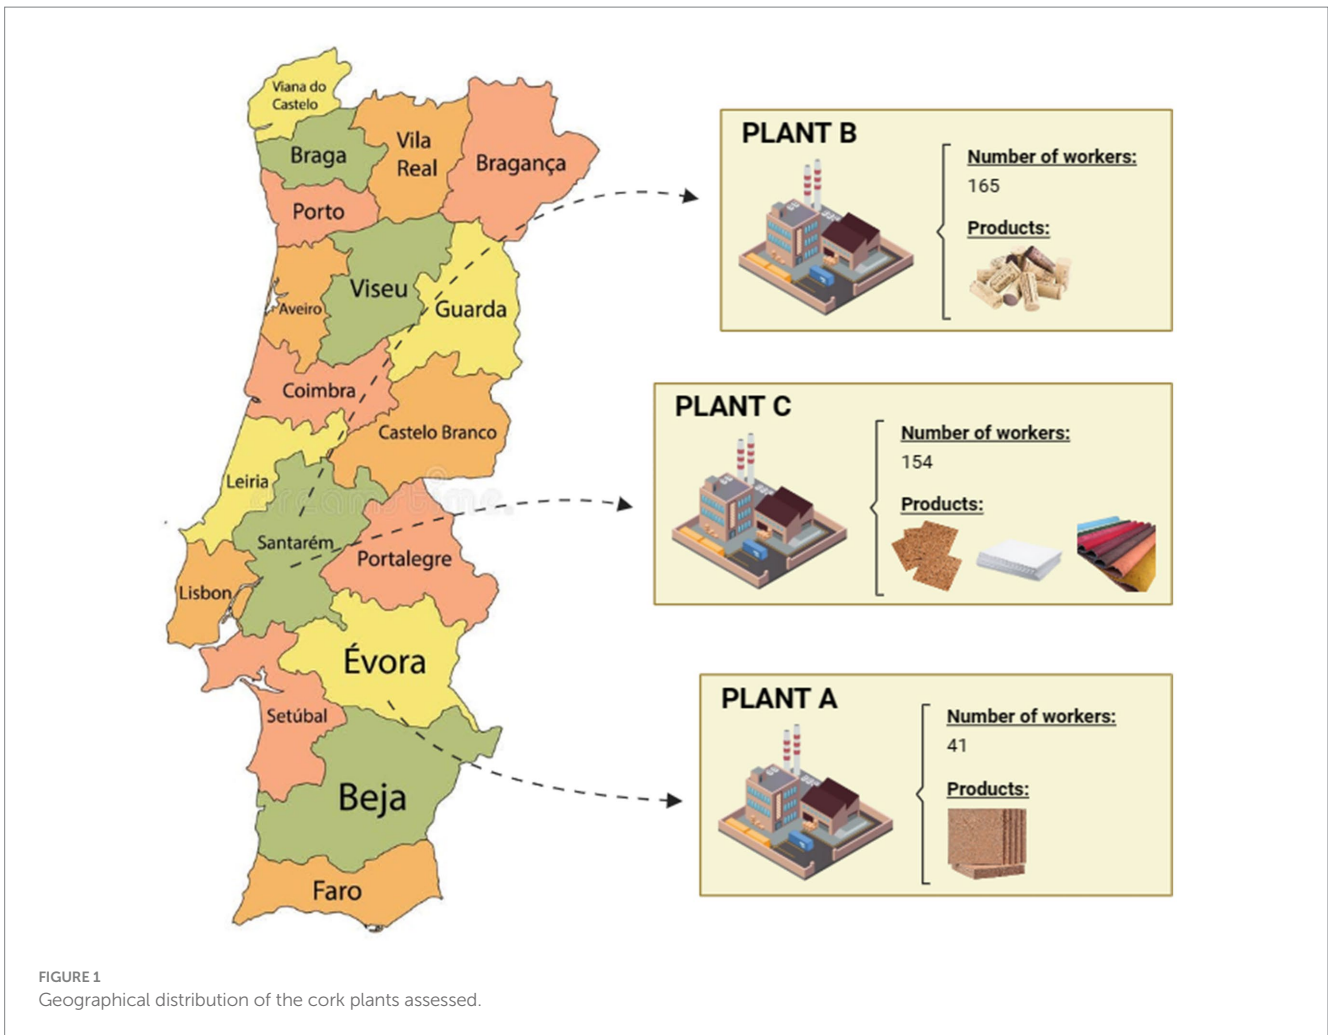 Viana do
Castelo
Braga
Vila
Real
Bragança
Porto
Viseu
Aveiro
Guarda
Coimbra
Castelo Branco
Leiria
Santarém
Portalegre
Lisbon
Évora
Setúbal
Beja
Faro
PLANT B
Number of workers:
165
Products:
PLANT C
Number of workers:
154
Products:
PLANT A
Number of workers:
41
Products:
FIGURE 1
Geographical distribution of the cork plants assessed.